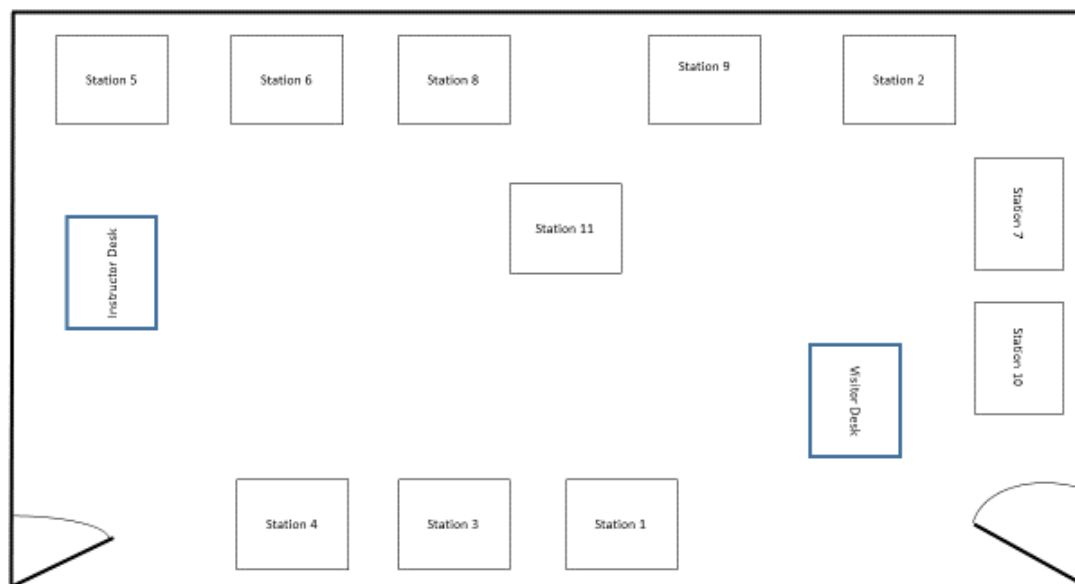 Station 5
Station 6
Station 8
Station 9
Station 2
Station 7
Station 11
Instructor Desk
Station 10
Visitor Desk
Station 4
Station 3
Station 1